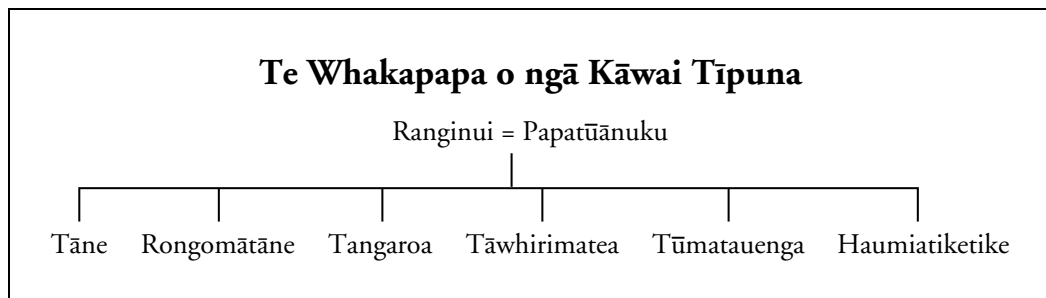 Te Whakapapa o ngā Kāwai Tīpuna
Ranginui = Papatūānuku
Tāne Rongomātāne Tangaroa Tāwhirimatea Tūmatauenga Haumiatiketike